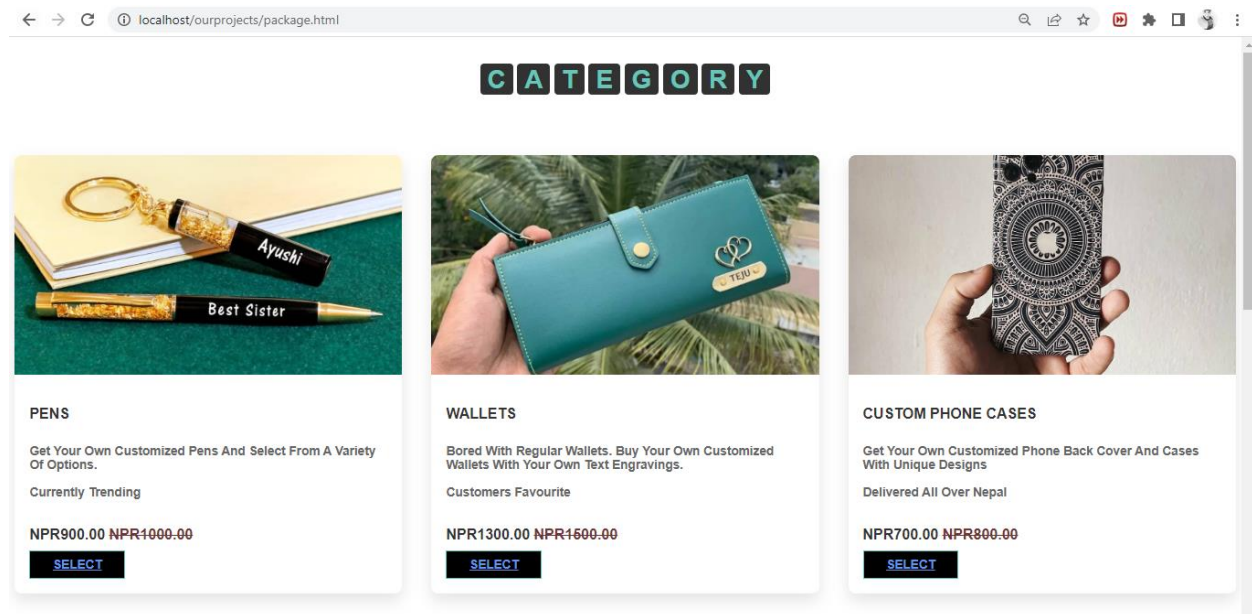 localhost/ourprojects/package.html
CATEGORY
Ayushi
Best Sister
TEJU
PENS
Get Your Own Customized Pens And Select From A Variety
Of Options.
Currently Trending
NPR900.00 NPR1000.00
SELECT
WALLETS
Bored With Regular Wallets. Buy Your Own Customized
Wallets With Your Own Text Engravings.
Customers Favourite
NPR1300.00 NPR1500.00
SELECT
CUSTOM PHONE CASES
Get Your Own Customized Phone Back Cover And Cases
With Unique Designs
Delivered All Over Nepal
NPR700.00 NPR800.00
SELECT